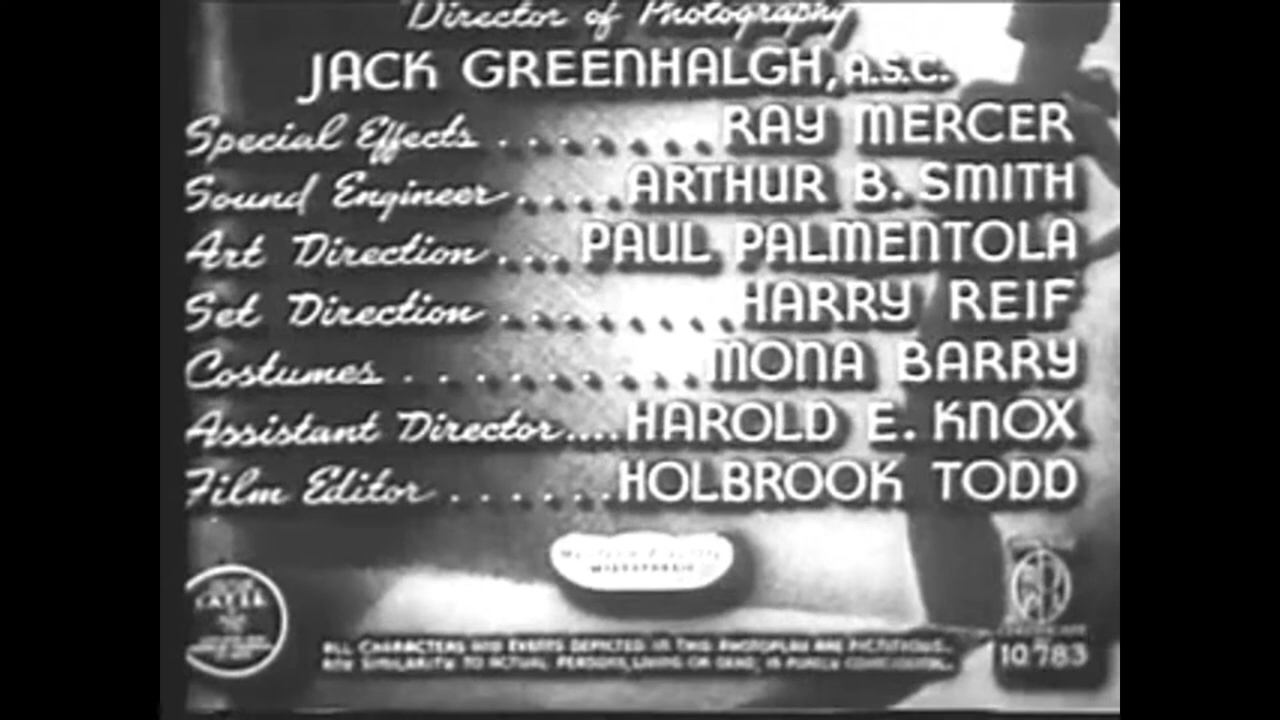 Director of Photography
JACK GREENHALGH, A.S.C.
Special Effects . . . . . . . RAY MERCER
Sound Engineer . . . . . ARTHUR B. SMITH
Art Direction . . . . PAUL PALMENTOLA
Set Direction . . . . . . . . HARRY REIF
Costumes . . . . . . . . . MONA BARRY
Assistant Director.... HAROLD E. KNOX
Film Editor . . . . . . . HOLBROOK TODD
ALL CHARACTERS AND EVENTS DEPICTED IN THIS PHOTOPLAY ARE FICTITIOUS.
ANY SIMILARITY TO ACTUAL PERSONS, LIVING OR DEAD, IS PURELY COINCIDENTAL.
10783